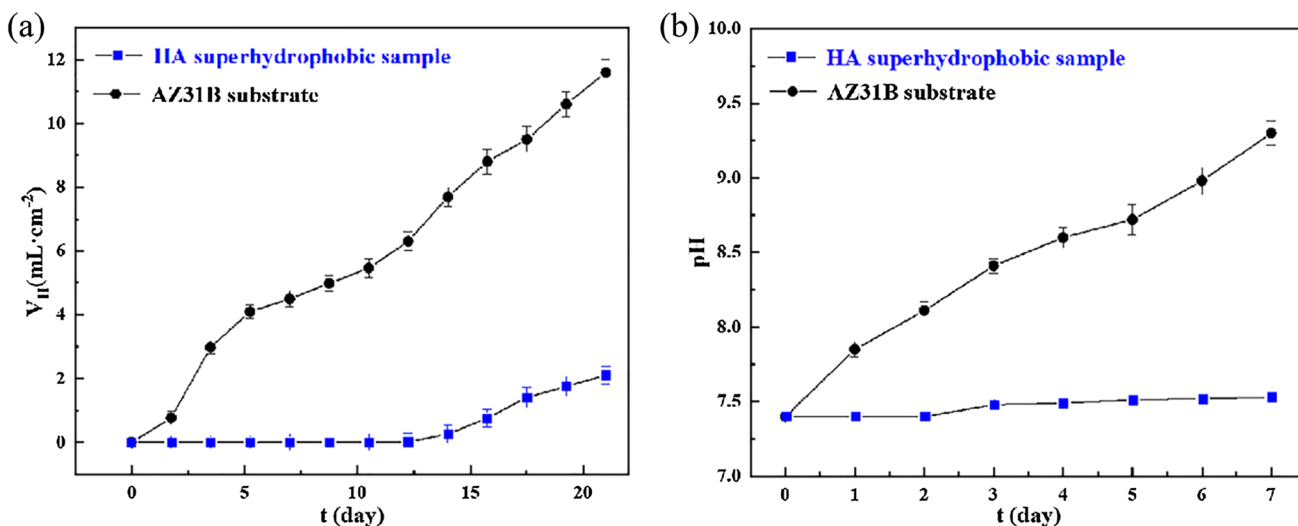 (a)
HA superhydrophobic sample
AZ31B substrate
12
10
8
6
4
2
0
V_H(mL·cm⁻²)
0 5 10 15 20
t (day)
(b)
HA superhydrophobic sample
AZ31B substrate
10.0
9.5
9.0
8.5
8.0
7.5
7.0
pH
0 1 2 3 4 5 6 7
t (day)